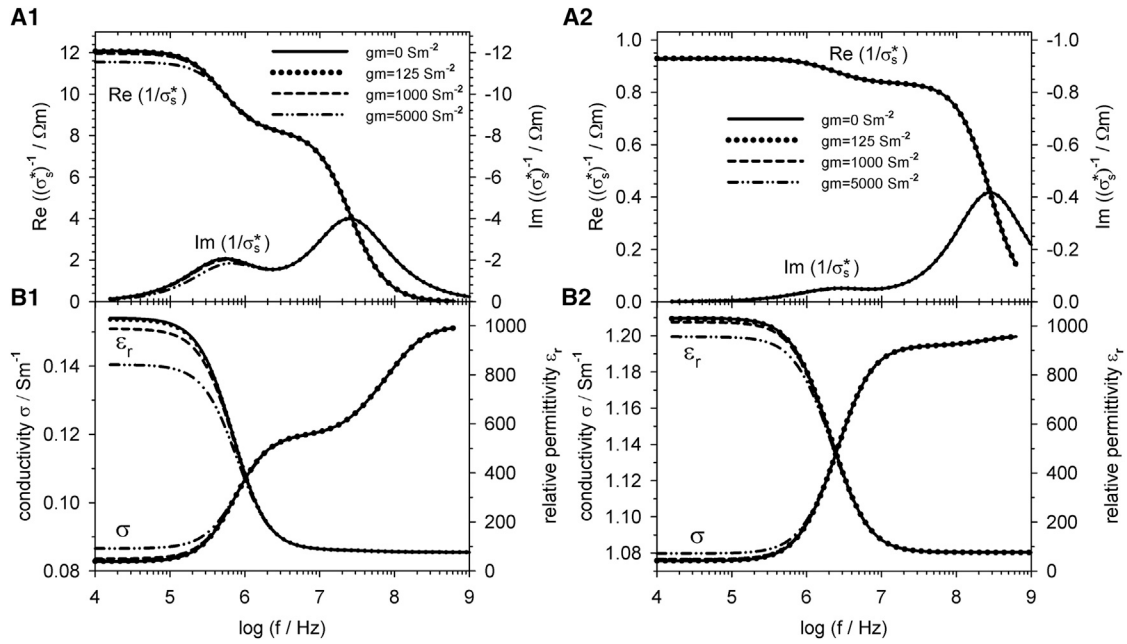 A1
A2
12
10
8
6
4
2
0
Re ((σs*)-1 / Ωm
-12
-10
-8
-6
-4
-2
0
Im ((σs*)-1 / Ωm
gm=0 Sm-2
gm=125 Sm-2
gm=1000 Sm-2
gm=5000 Sm-2
Re (1/σs*)
Im (1/σs*)
1.0
0.8
0.6
0.4
0.2
0.0
Re ((σs*)-1 / Ωm
-1.0
-0.8
-0.6
-0.4
-0.2
0.0
Im ((σs*)-1 / Ωm
Re (1/σs*)
gm=0 Sm-2
gm=125 Sm-2
gm=1000 Sm-2
gm=5000 Sm-2
Im (1/σs*)
B1
B2
0.14
0.12
0.10
0.08
conductivity σ / Sm-1
1000
800
600
400
200
0
relative permittivity εr
εr
σ
4 5 6 7 8 9
log (f / Hz)
1.20
1.18
1.16
1.14
1.12
1.10
1.08
conductivity σ / Sm-1
1000
800
600
400
200
0
relative permittivity εr
εr
σ
4 5 6 7 8 9
log (f / Hz)